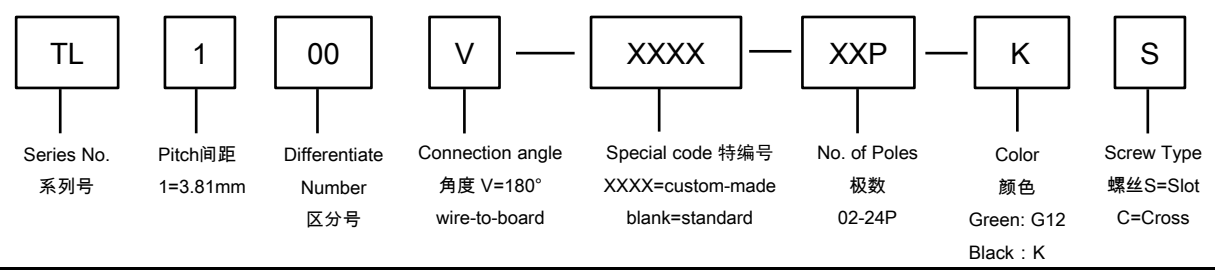 TL 1 00 V — XXXX — XXP — K S
Series No.
系列号
Pitch间距
1=3.81mm
Differentiate
Number
区分号
Connection angle
角度 V=180°
wire-to-board
Special code 特编号
XXXX=custom-made
blank=standard
No. of Poles
极数
02-24P
Color
颜色
Green: G12
Black：K
Screw Type
螺丝S=Slot
C=Cross